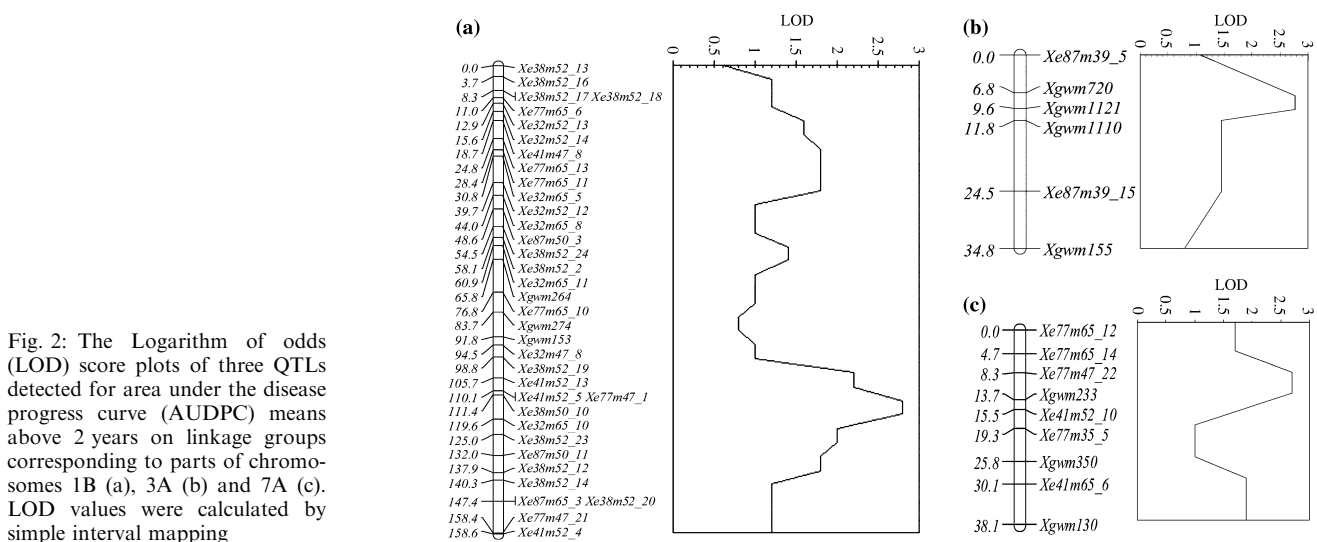 Fig. 2: The Logarithm of odds
(LOD) score plots of three QTLs
detected for area under the disease
progress curve (AUDPC) means
above 2 years on linkage groups
corresponding to parts of chromo-
somes 1B (a), 3A (b) and 7A (c).
LOD values were calculated by
simple interval mapping
(a)
LOD
0 0.5 1 1.5 2 2.5 3
0.0 Xe38m52_13
3.7 Xe38m52_16
8.3 Xe38m52_17 Xe38m52_18
11.0 Xe77m65_6
12.9 Xe32m52_13
15.6 Xe32m52_14
18.7 Xe41m47_8
24.8 Xe77m65_13
28.4 Xe77m65_11
30.8 Xe32m65_5
39.7 Xe32m52_12
44.0 Xe32m65_8
48.6 Xe87m50_3
54.5 Xe38m52_24
58.1 Xe38m52_2
60.9 Xe32m65_11
65.8 Xgwm264
76.8 Xe77m65_10
83.7 Xgwm274
91.8 Xgwm153
94.5 Xe32m47_8
98.8 Xe38m52_19
105.7 Xe41m52_13
110.1 Xe41m52_5 Xe77m47_1
111.4 Xe38m50_10
119.6 Xe32m65_10
125.0 Xe38m52_23
132.0 Xe87m50_11
137.9 Xe38m52_12
140.3 Xe38m52_14
147.4 Xe87m65_3 Xe38m52_20
158.4 Xe77m47_21
158.6 Xe41m52_4
(b)
LOD
0 0.5 1 1.5 2 2.5 3
0.0 Xe87m39_5
6.8 Xgwm720
9.6 Xgwm1121
11.8 Xgwm1110
24.5 Xe87m39_15
34.8 Xgwm155
(c)
LOD
0 0.5 1 1.5 2 2.5 3
0.0 Xe77m65_12
4.7 Xe77m65_14
8.3 Xe77m47_22
13.7 Xgwm233
15.5 Xe41m52_10
19.3 Xe77m35_5
25.8 Xgwm350
30.1 Xe41m65_6
38.1 Xgwm130